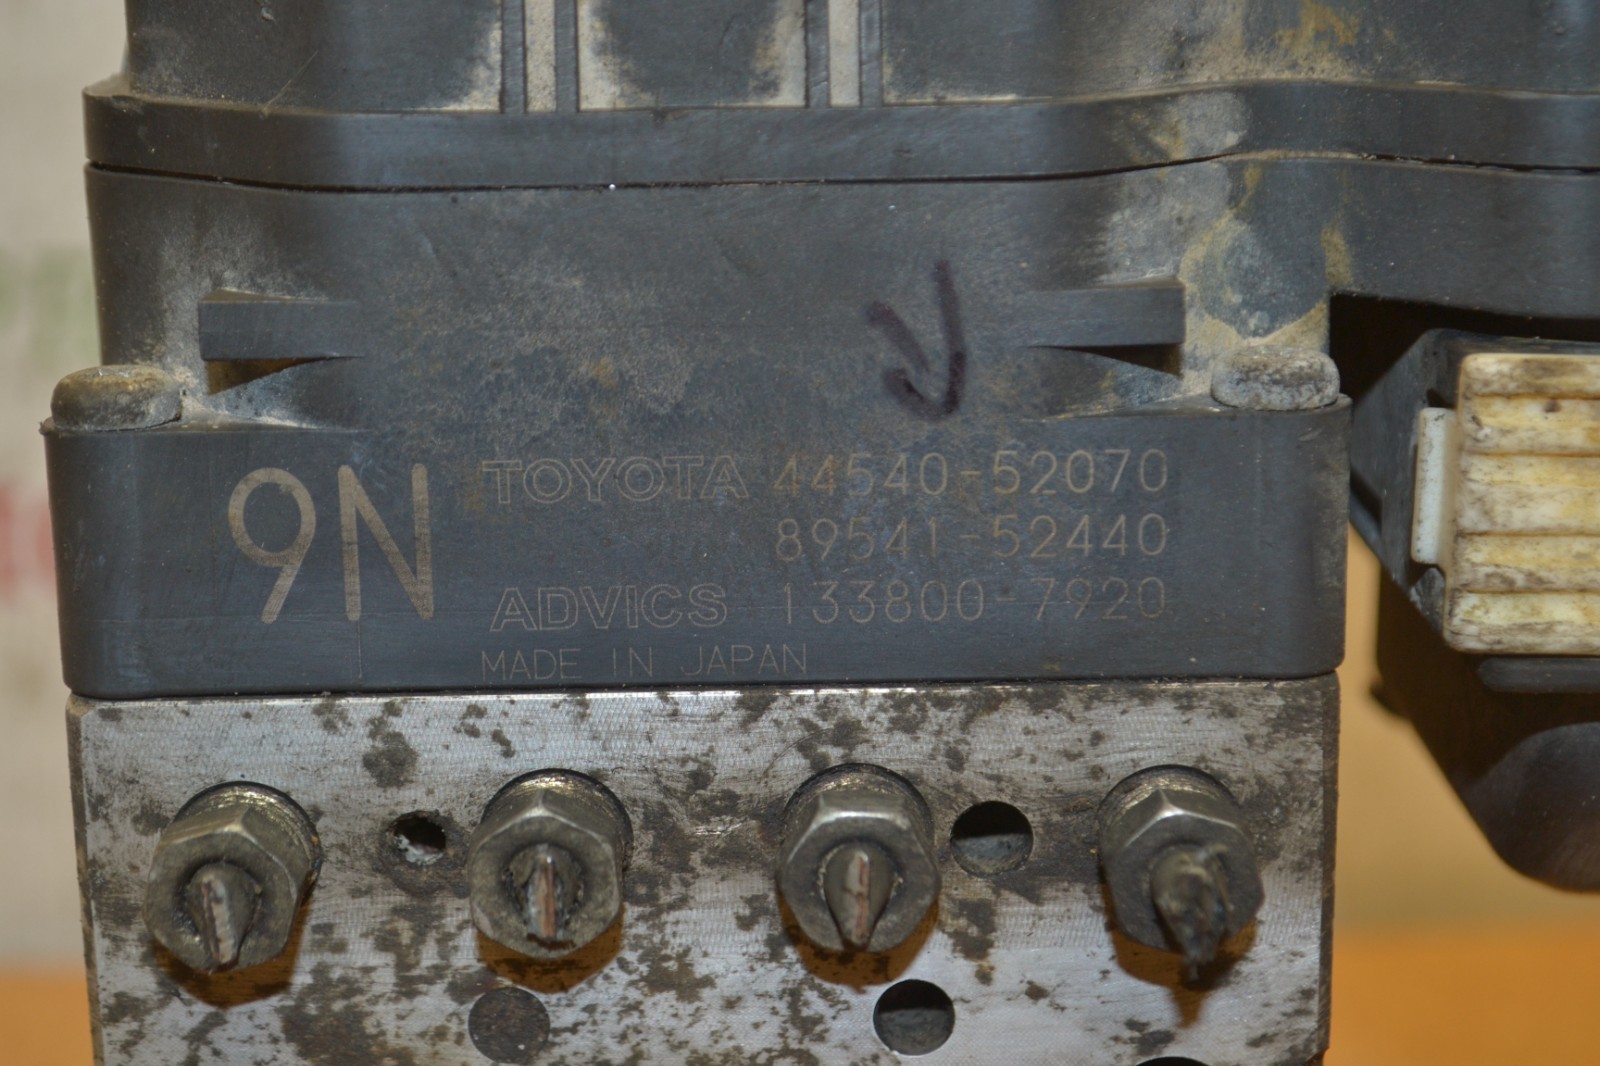 9N TOYOTA 44540-52070
89541-52440
ADVICS 133800-7920
MADE IN JAPAN